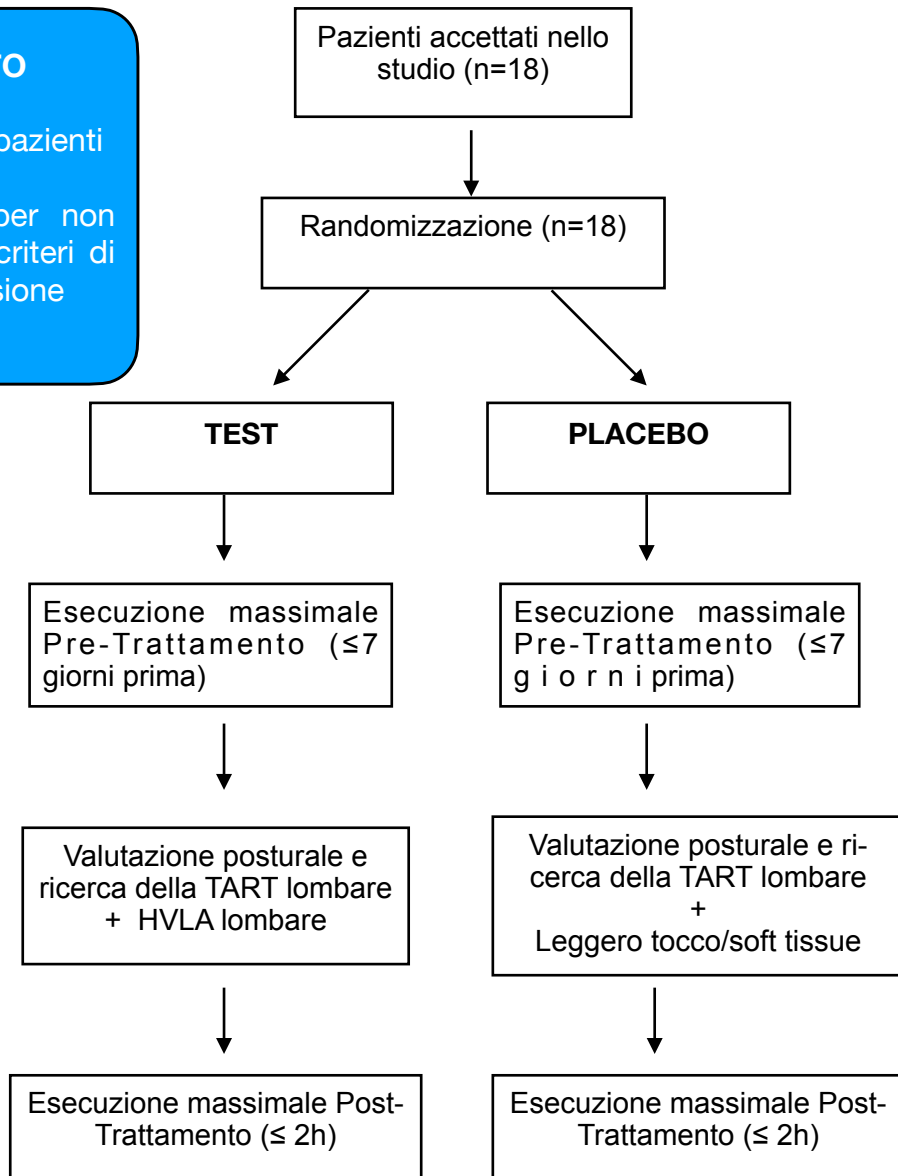 pazienti
per non
criteri di
Pazienti accettati nello
studio (n=18)
Randomizzazione (n=18)
TEST
PLACEBO
Esecuzione massimale
Pre-Trattamento (≤7
giorni prima)
Esecuzione massimale
Pre-Trattamento (≤7
g i o r n i prima)
Valutazione posturale e
ricerca della TART lombare
+ HVLA lombare
Valutazione posturale e ri-
cerca della TART lombare
+
Leggero tocco/soft tissue
Esecuzione massimale Post-
Trattamento (≤ 2h)
Esecuzione massimale Post-
Trattamento (≤ 2h)